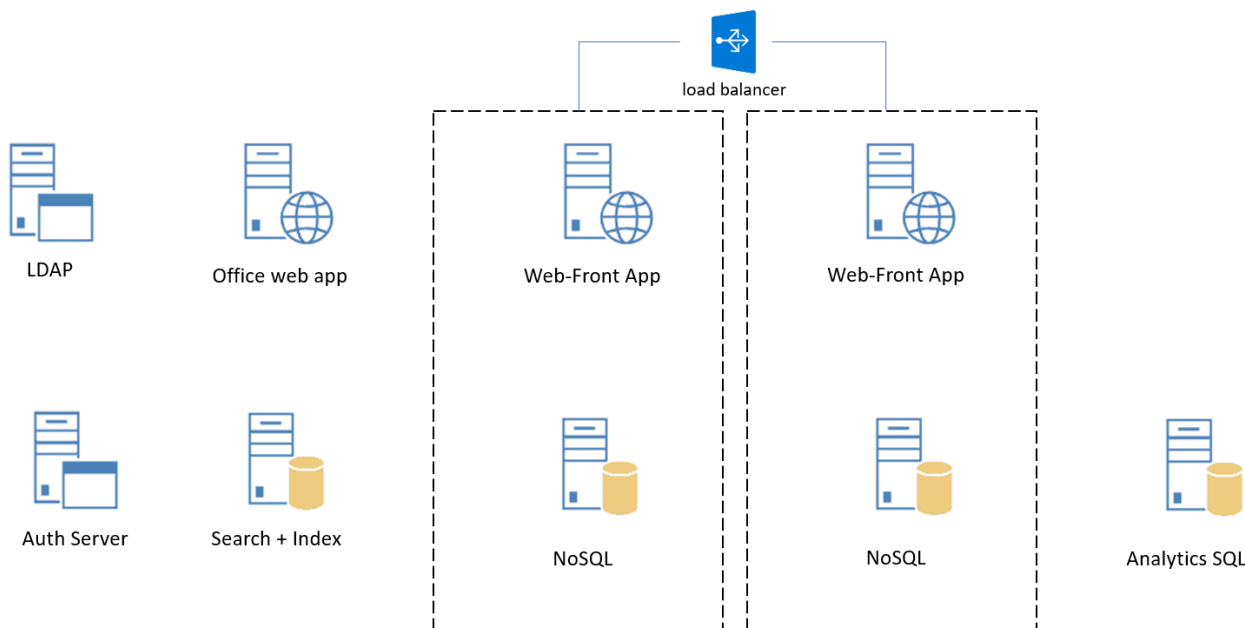 load balancer
LDAP
Office web app
Web-Front App
Web-Front App
Auth Server
Search + Index
NoSQL
NoSQL
Analytics SQL